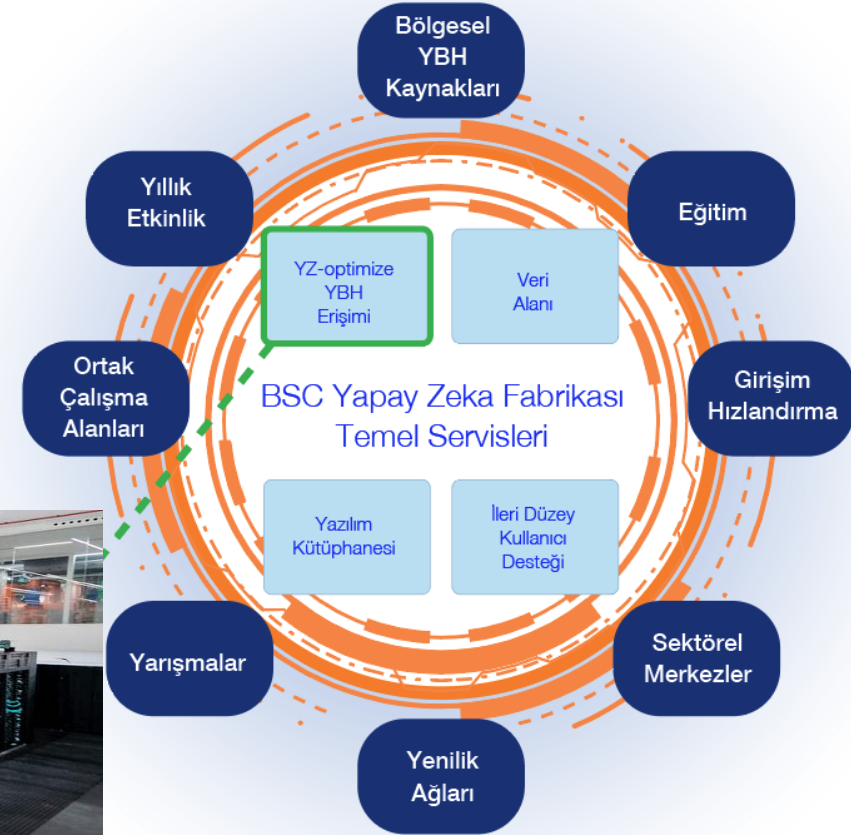 Bölgesel
YBH
Kaynakları
Yıllık
Etkinlik
Eğitim
YZ-optimize
YBH
Erişimi
Veri
Alanı
Ortak
Çalışma
Alanları
BSC Yapay Zeka Fabrikası
Temel Servisleri
Girişim
Hızlandırma
Yazılım
Kütüphanesi
İleri Düzey
Kullanıcı
Desteği
Yarışmalar
Sektörel
Merkezler
Yenilik
Ağları